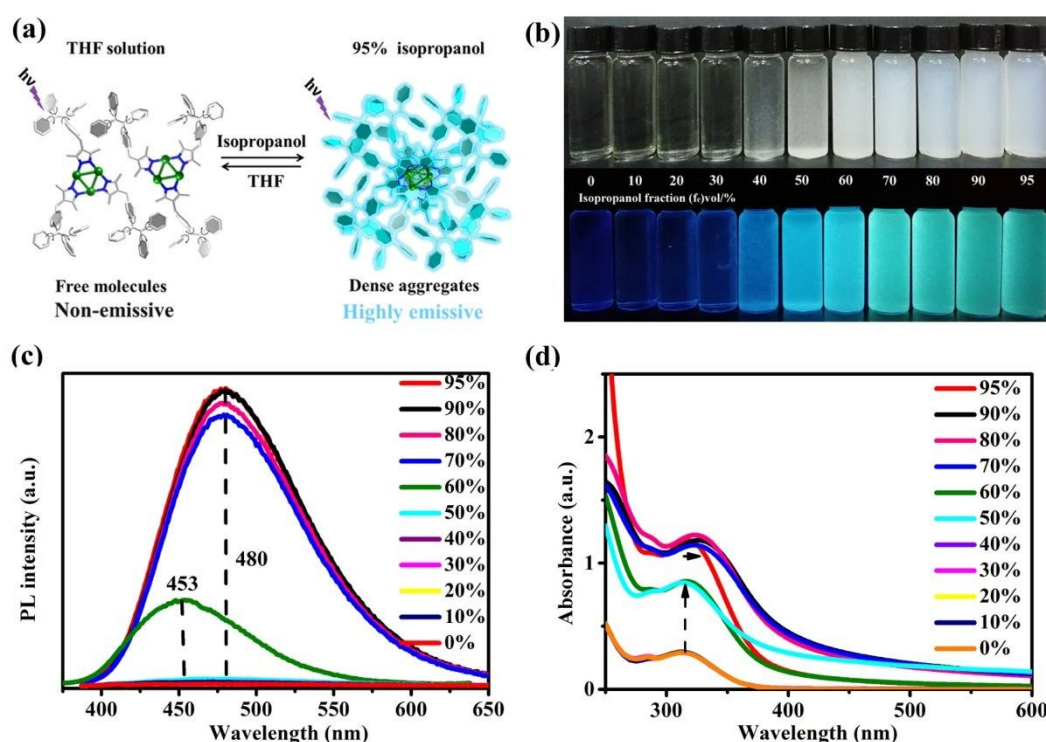 (a)
THF solution
95% isopropanol
hv
hv
Isopropanol
THF
Free molecules
Non-emissive
Dense aggregates
Highly emissive
(b)
0 10 20 30 40 50 60 70 80 90 95
Isopropanol fraction (fe)vol/%
(c)
PL intensity (a.u.)
453
480
95%
90%
80%
70%
60%
50%
40%
30%
20%
10%
0%
400 450 500 550 600 650
Wavelength (nm)
(d)
Absorbance (a.u.)
2
1
0
95%
90%
80%
70%
60%
50%
40%
30%
20%
10%
0%
300 400 500 600
Wavelength (nm)